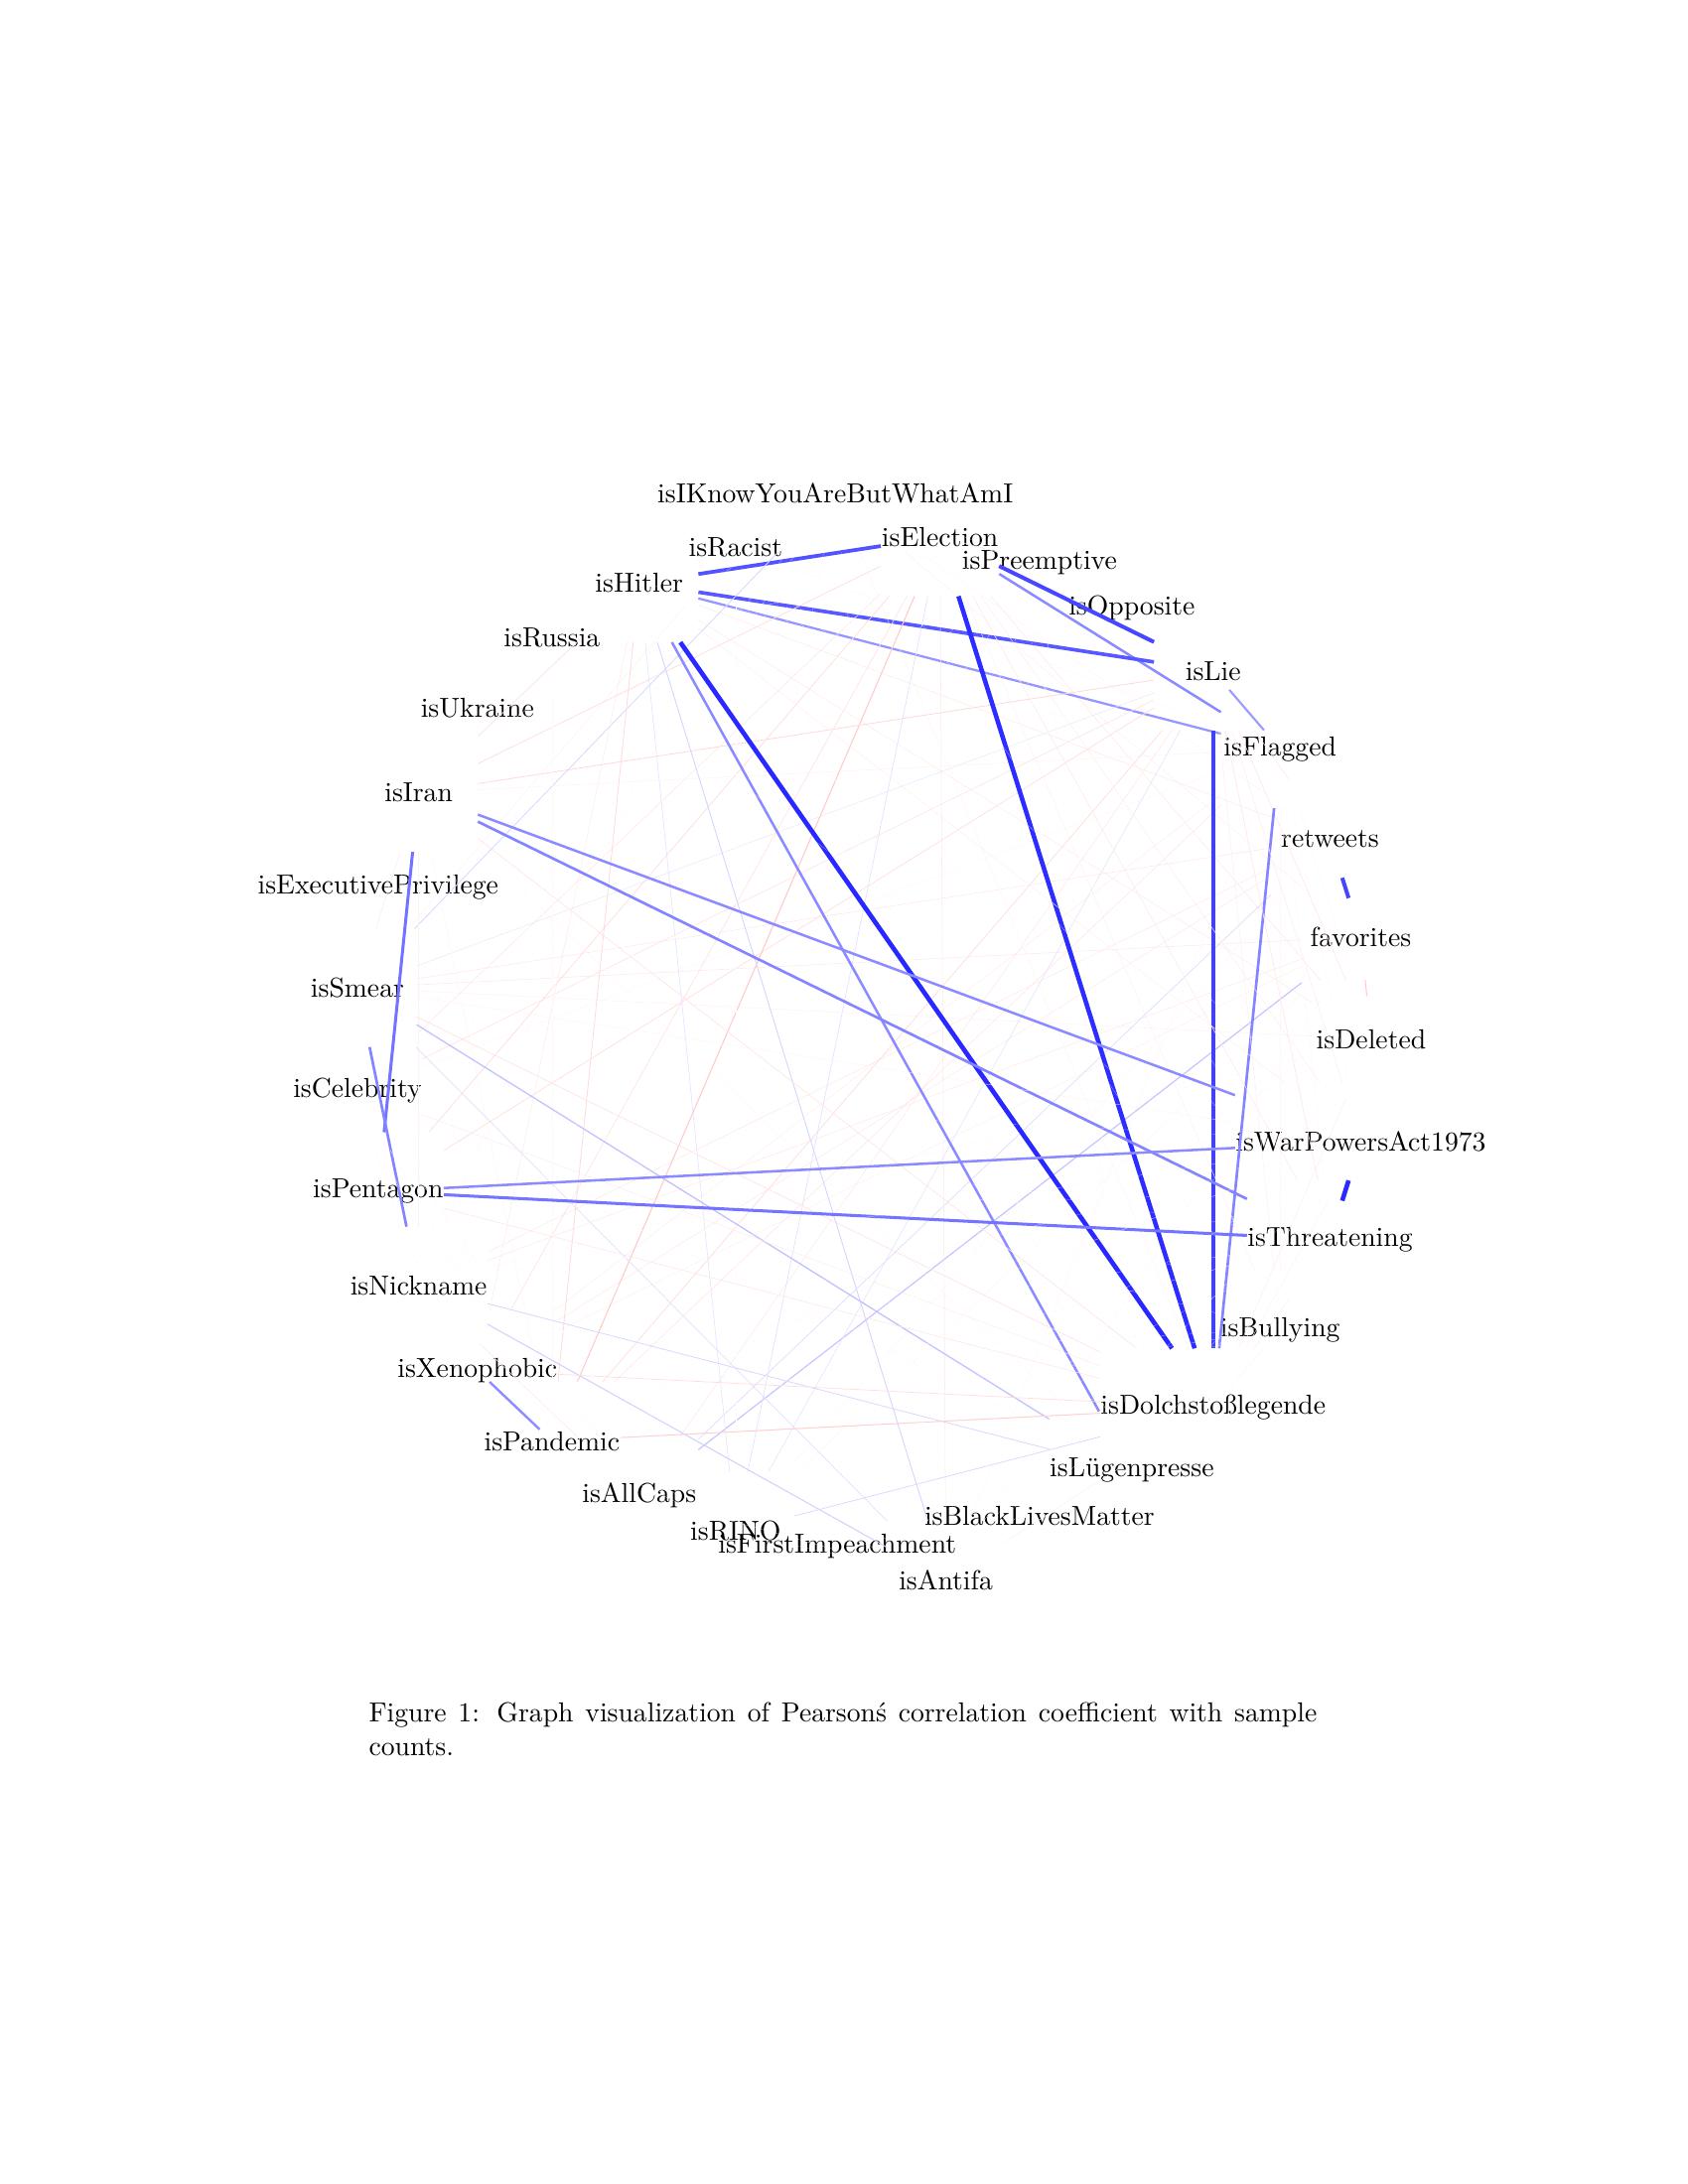 isIKnowYouAreButWhatAmI
isElection
isRacist
isPreemptive
isHitler
isOpposite
isRussia
isLie
isUkraine
isFlagged
isIran
retweets
isExecutivePrivilege
favorites
isSmear
isDeleted
isCelebrity
isWarPowersAct1973
isPentagon
isThreatening
isNickname
isBullying
isXenophobic
isDolchstoßlegende
isPandemic
isLügenpresse
isAllCaps
isBlackLivesMatter
isRINO
isFirstImpeachment
isAntifa
Figure 1: Graph visualization of Pearsonś correlation coefficient with sample
counts.